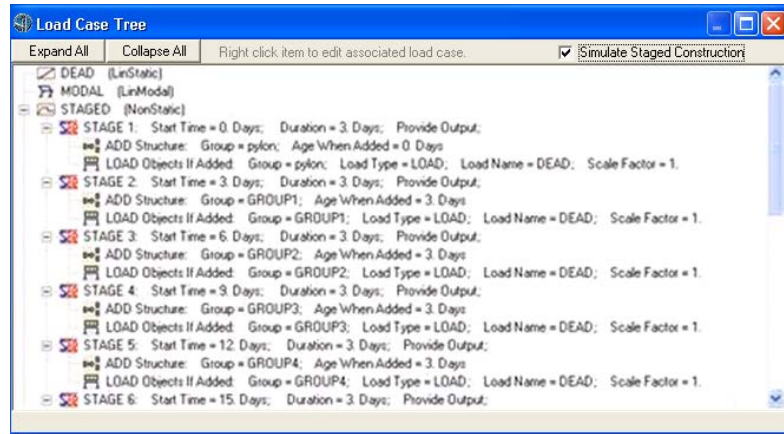 Load Case Tree
Expand All Collapse All Right click item to edit associated load case. Simulate Staged Construction
DEAD (LinStatic)
MODAL (LinModal)
STAGED (NonStatic)
STAGE 1: Start Time = 0. Days; Duration = 3. Days; Provide Output;
ADD Structure: Group = pylon; Age When Added = 0. Days
LOAD Objects If Added: Group = pylon; Load Type = LOAD; Load Name = DEAD; Scale Factor = 1.
STAGE 2: Start Time = 3. Days; Duration = 3. Days; Provide Output;
ADD Structure: Group = GROUP1; Age When Added = 3. Days
LOAD Objects If Added: Group = GROUP1; Load Type = LOAD; Load Name = DEAD; Scale Factor = 1.
STAGE 3: Start Time = 6. Days; Duration = 3. Days; Provide Output;
ADD Structure: Group = GROUP2; Age When Added = 3. Days
LOAD Objects If Added: Group = GROUP2; Load Type = LOAD; Load Name = DEAD; Scale Factor = 1.
STAGE 4: Start Time = 9. Days; Duration = 3. Days; Provide Output;
ADD Structure: Group = GROUP3; Age When Added = 3. Days
LOAD Objects If Added: Group = GROUP3; Load Type = LOAD; Load Name = DEAD; Scale Factor = 1.
STAGE 5: Start Time = 12. Days; Duration = 3. Days; Provide Output;
ADD Structure: Group = GROUP4; Age When Added = 3. Days
LOAD Objects If Added: Group = GROUP4; Load Type = LOAD; Load Name = DEAD; Scale Factor = 1.
STAGE 6: Start Time = 15. Days; Duration = 3. Days; Provide Output;